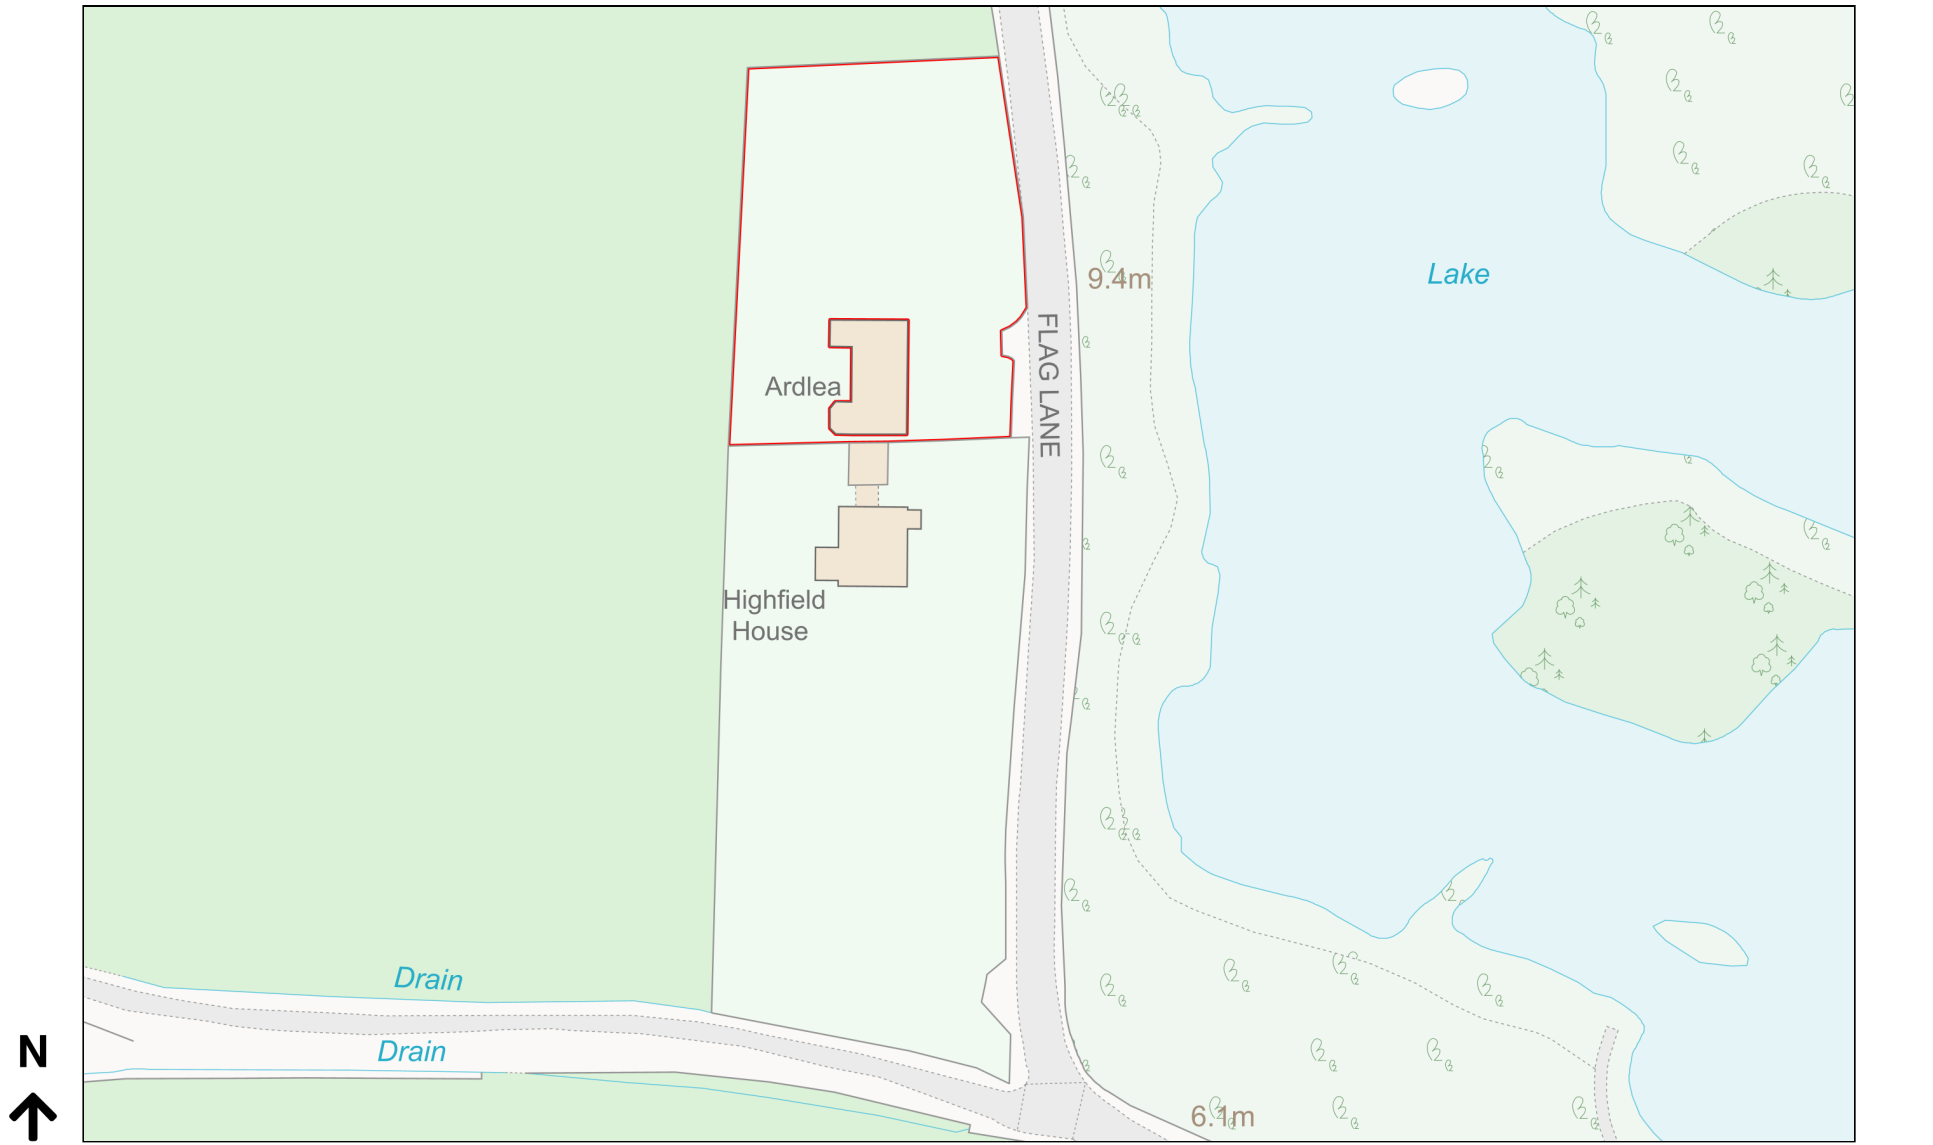 Lake
9.4m
FLAG LANE
Ardlea
Highfield
House
Drain
Drain
N
6.1m